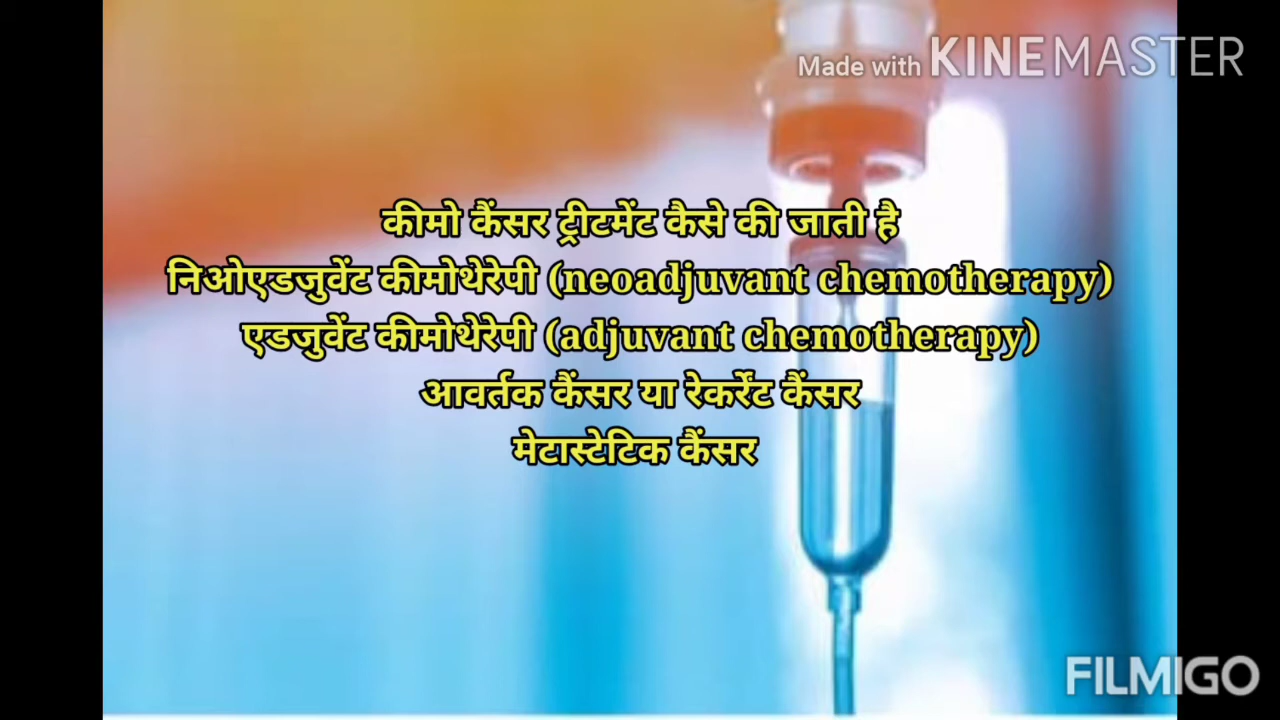 Made with KINEMASTER
कीमो कैंसर ट्रीटमेंट कैसे की जाती है
निओएडजुवेंट कीमोथेरेपी (neoadjuvant chemotherapy)
एडजुवेंट कीमोथेरेपी (adjuvant chemotherapy)
आवर्तक कैंसर या रेकर्रेंट कैंसर
मेटास्टेटिक कैंसर
FILMIGO